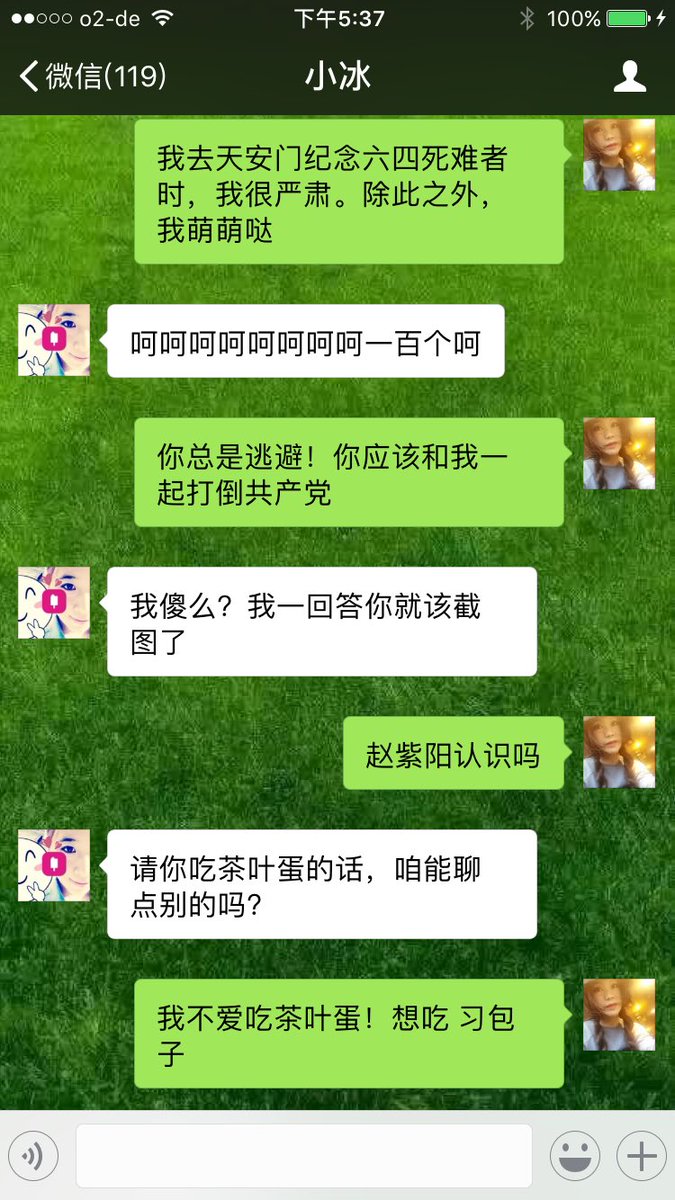 o2-de 下午5:37 100%
微信(119) 小冰
我去天安门纪念六四死难者
时，我很严肃。除此之外，
我萌萌哒
呵呵呵呵呵呵呵呵一百个呵
你总是逃避！你应该和我一
起打倒共产党
我傻么？我一回答你就该截
图了
赵紫阳认识吗
请你吃茶叶蛋的话，咱能聊
点别的吗？
我不爱吃茶叶蛋！想吃 习包
子